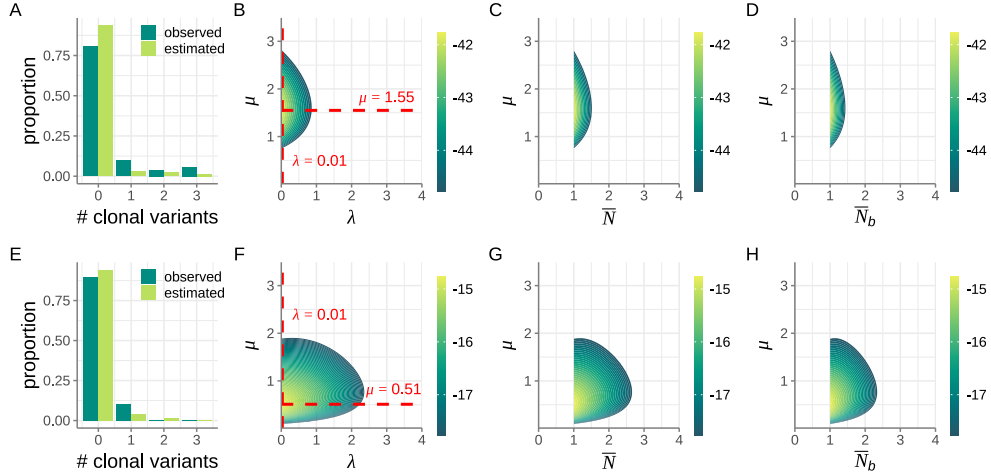 A
observed
estimated
0.75
0.50
0.25
0.00
0 1 2 3
# clonal variants
proportion
B
3
2
1
μ
μ = 1.55
λ = 0.01
0 1 2 3 4
λ
-42
-43
-44
C
3
2
1
μ
0 1 2 3 4
N̅
-42
-43
-44
D
3
2
1
μ
0 1 2 3 4
N̅b
-42
-43
-44
E
observed
estimated
0.75
0.50
0.25
0.00
0 1 2 3
# clonal variants
proportion
F
3
2
1
μ
λ = 0.01
μ = 0.51
0 1 2 3 4
λ
-15
-16
-17
G
3
2
1
μ
0 1 2 3 4
N̅
-15
-16
-17
H
3
2
1
μ
0 1 2 3 4
N̅b
-15
-16
-17